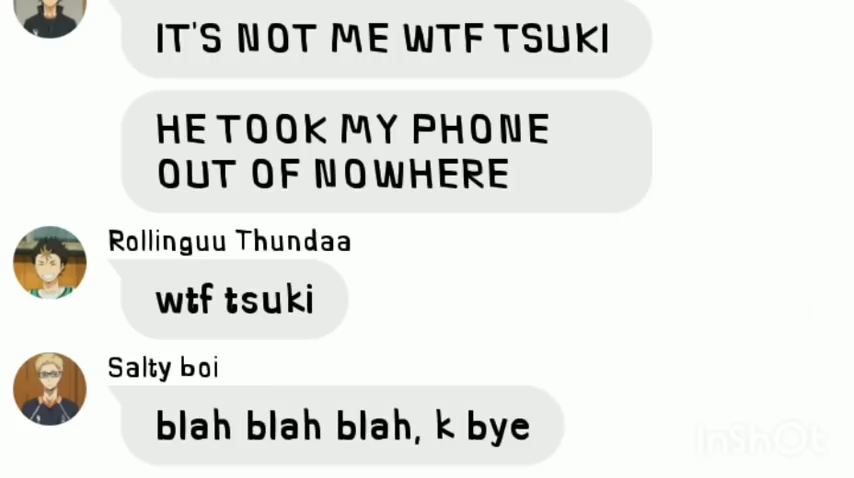 IT'S NOT ME WTF TSUKI
HE TOOK MY PHONE
OUT OF NOWHERE
Rollinguu Thundaa
wtf tsuki
Salty boi
blah blah blah, k bye
InShOt